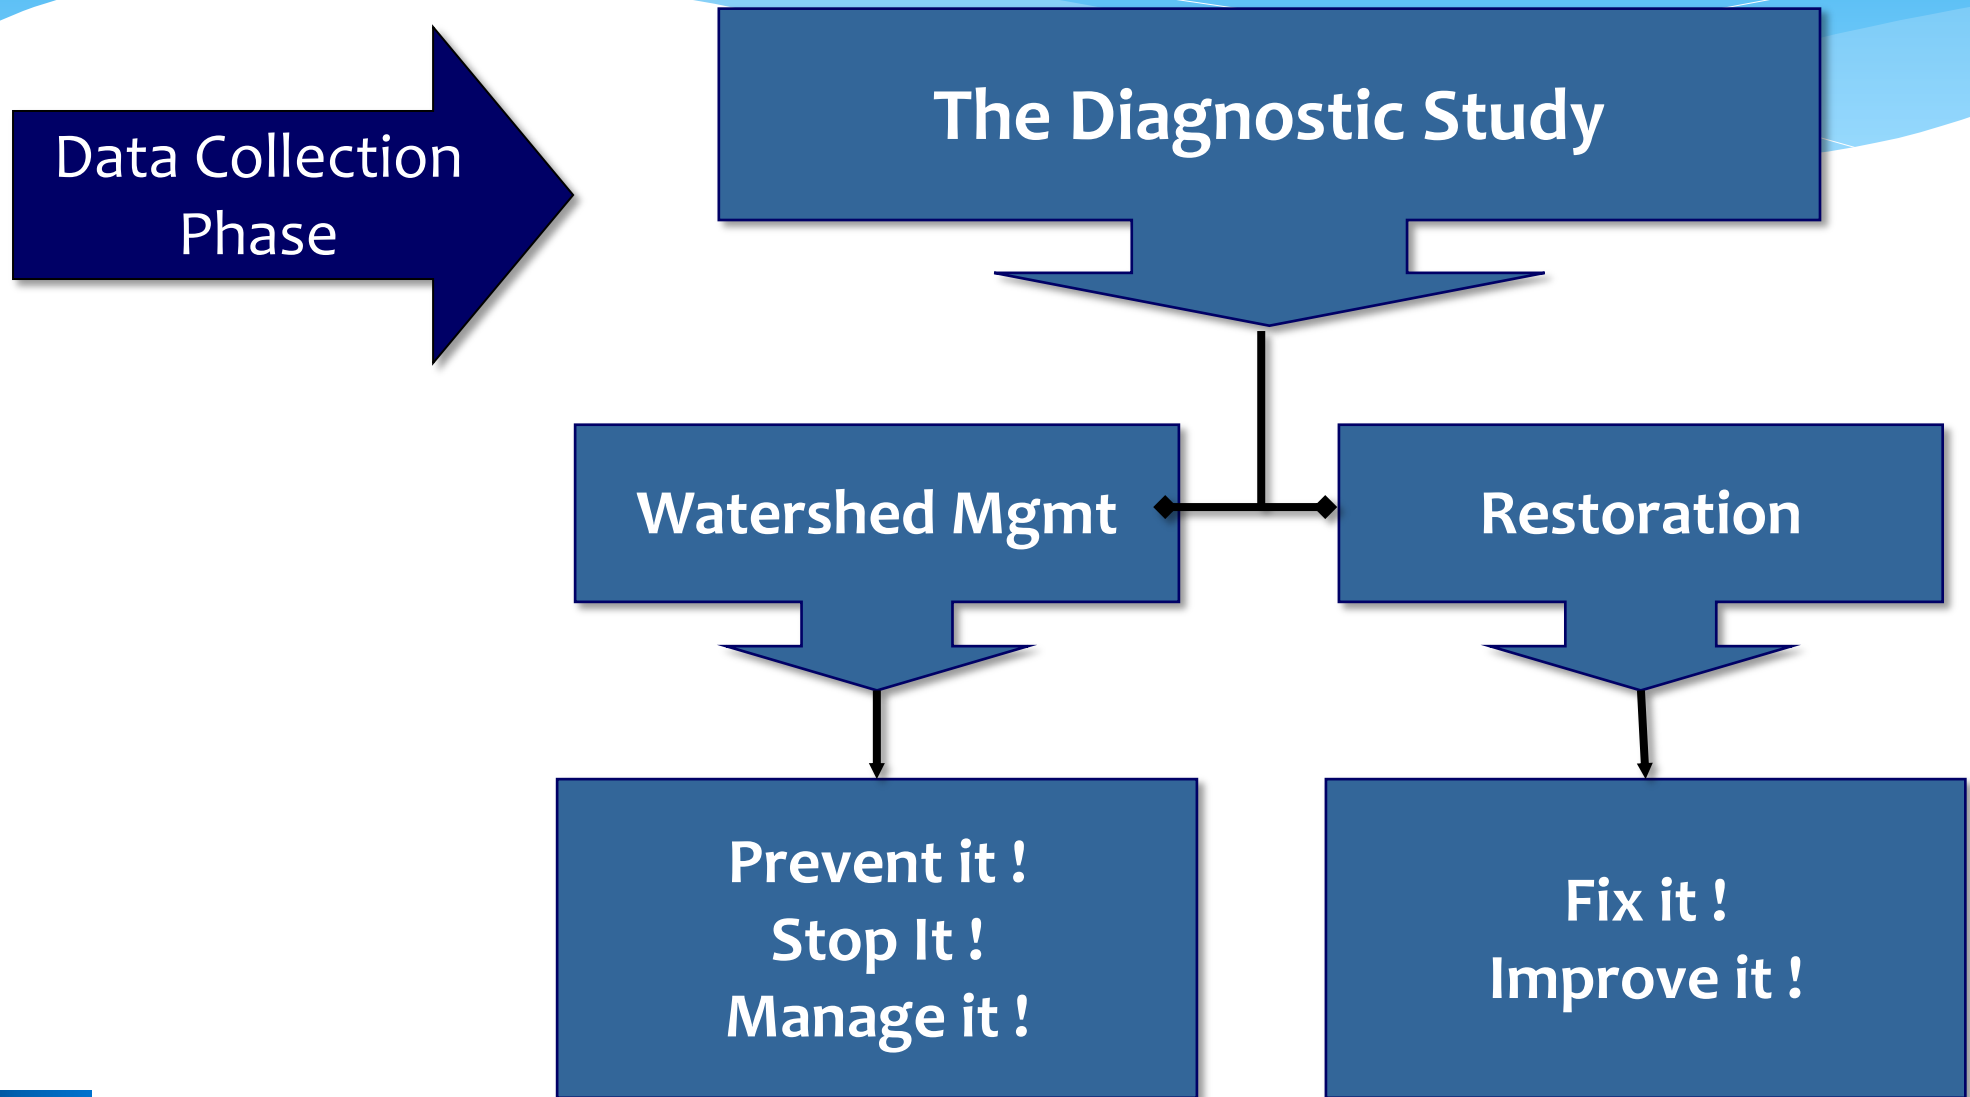 Data Collection
Phase
The Diagnostic Study
Watershed Mgmt
Restoration
Prevent it !
Stop It !
Manage it !
Fix it !
Improve it !